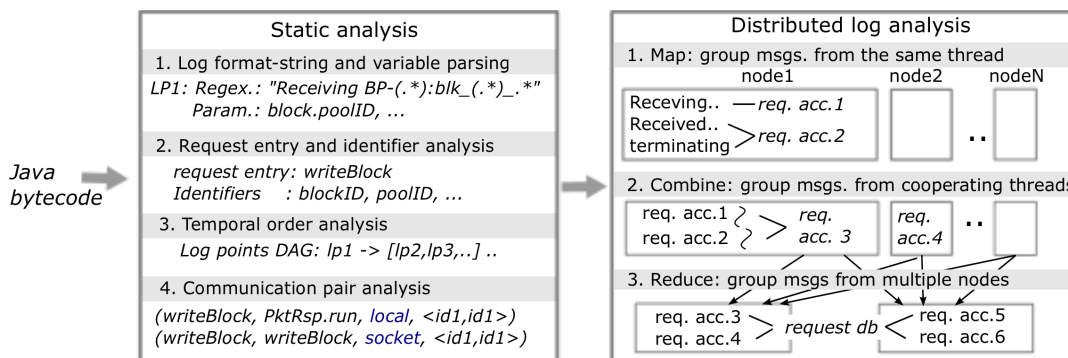 Java
bytecode
Static analysis
1. Log format-string and variable parsing
LP1: Regex.: "Receiving BP-(.*):blk_(.*)_.*"
Param.: block.poolID, ...
2. Request entry and identifier analysis
request entry: writeBlock
Identifiers : blockID, poolID, ...
3. Temporal order analysis
Log points DAG: lp1 -> [lp2,lp3,..] ..
4. Communication pair analysis
(writeBlock, PktRsp.run, local, <id1,id1>)
(writeBlock, writeBlock, socket, <id1,id1>)
Distributed log analysis
1. Map: group msgs. from the same thread
node1 node2 nodeN
Receving.. req. acc.1
Received..
terminating req. acc.2
..
2. Combine: group msgs. from cooperating threads
req. acc.1 req. req. ..
req. acc.2 acc. 3 acc.4
3. Reduce: group msgs from multiple nodes
req. acc.3 request db req. acc.5
req. acc.4 req. acc.6